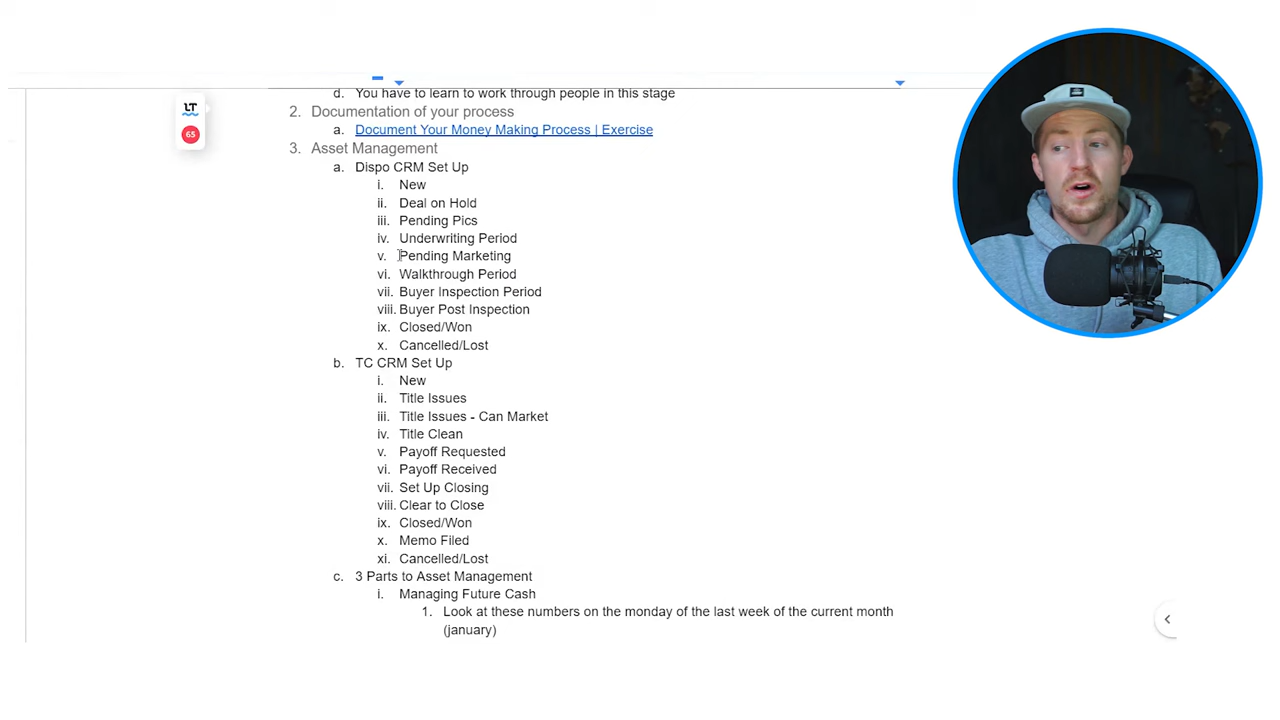 d. You have to learn to work through people in this stage
2. Documentation of your process
a. Document Your Money Making Process | Exercise
3. Asset Management
a. Dispo CRM Set Up
i. New
ii. Deal on Hold
iii. Pending Pics
iv. Underwriting Period
v. Pending Marketing
vi. Walkthrough Period
vii. Buyer Inspection Period
viii. Buyer Post Inspection
ix. Closed/Won
x. Cancelled/Lost
b. TC CRM Set Up
i. New
ii. Title Issues
iii. Title Issues - Can Market
iv. Title Clean
v. Payoff Requested
vi. Payoff Received
vii. Set Up Closing
viii. Clear to Close
ix. Closed/Won
x. Memo Filed
xi. Cancelled/Lost
c. 3 Parts to Asset Management
i. Managing Future Cash
1. Look at these numbers on the monday of the last week of the current month
(january)
LT
65